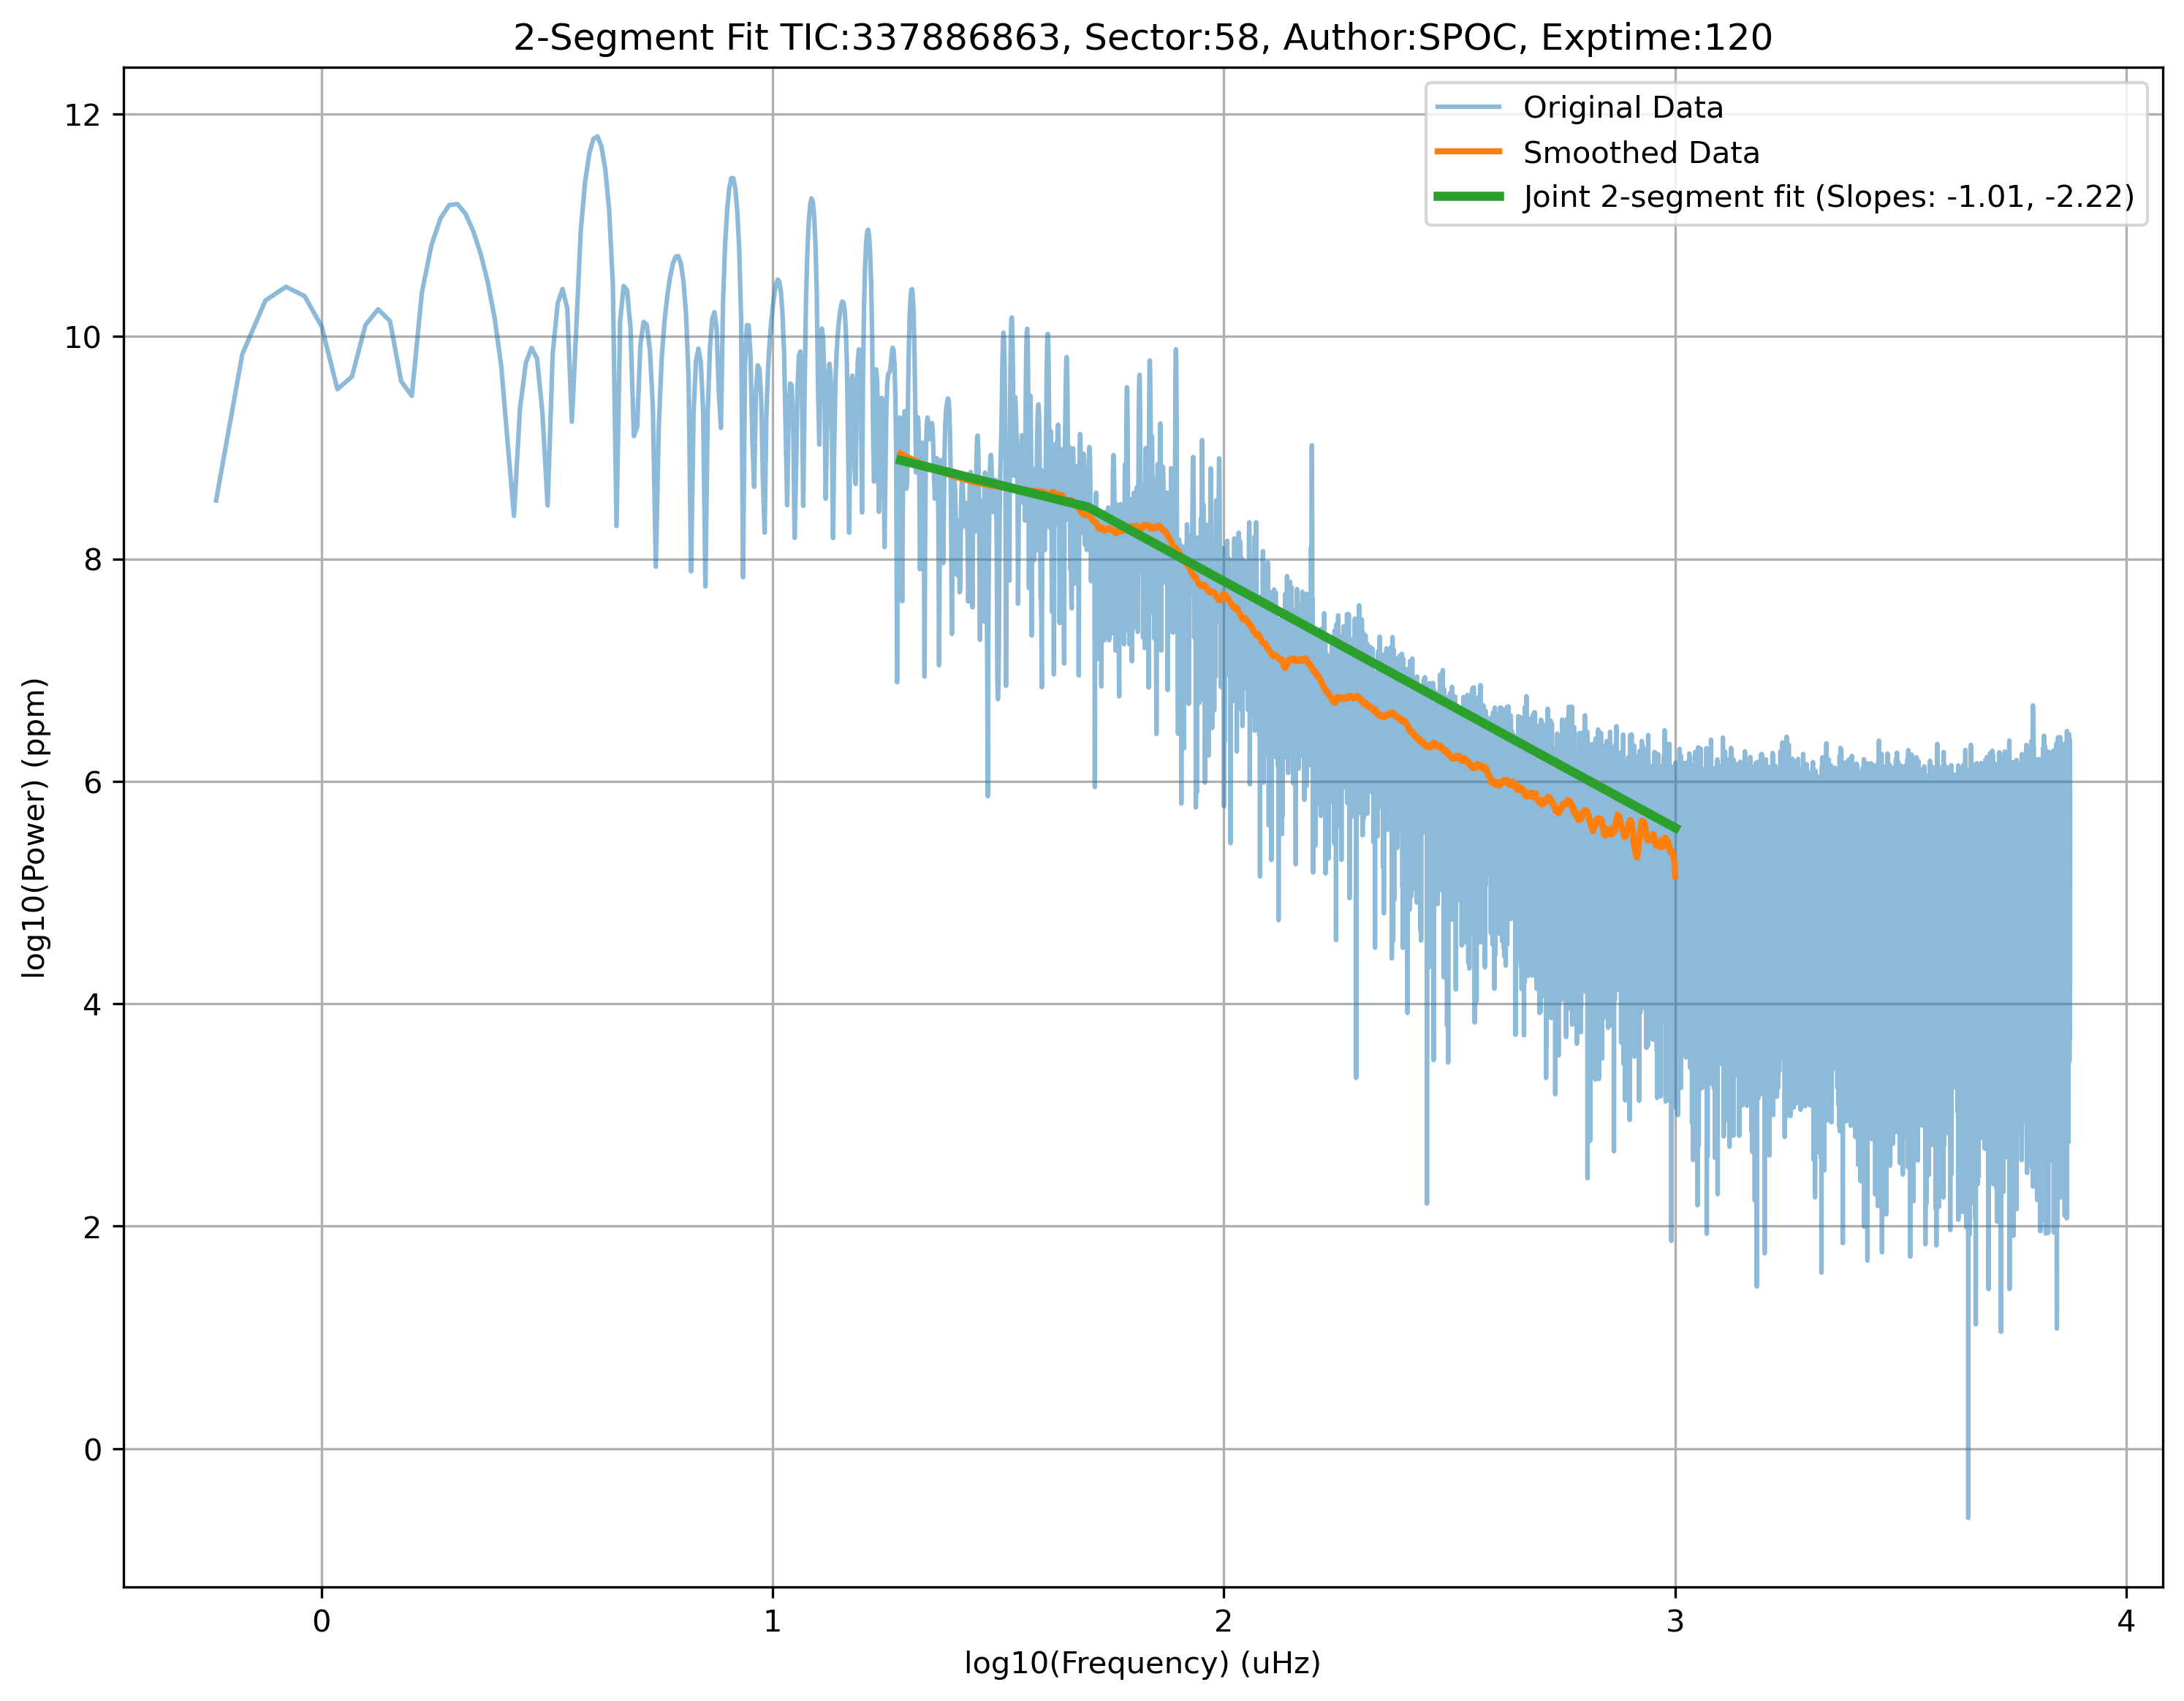 2-Segment Fit TIC:337886863, Sector:58, Author:SPOC, Exptime:120
Original Data
Smoothed Data
Joint 2-segment fit (Slopes: -1.01, -2.22)
log10(Power) (ppm)
12
10
8
6
4
2
0
0
1
2
3
4
log10(Frequency) (uHz)